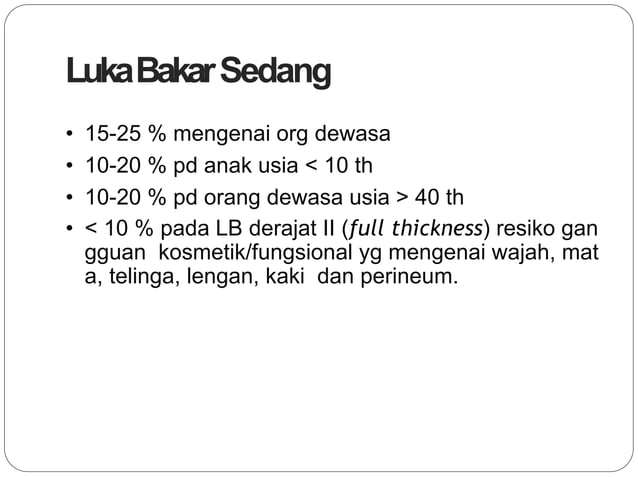 Luka Bakar Sedang
• 15-25 % mengenai org dewasa
• 10-20 % pd anak usia < 10 th
• 10-20 % pd orang dewasa usia > 40 th
• < 10 % pada LB derajat II (full thickness) resiko gan
gguan kosmetik/fungsional yg mengenai wajah, mat
a, telinga, lengan, kaki dan perineum.